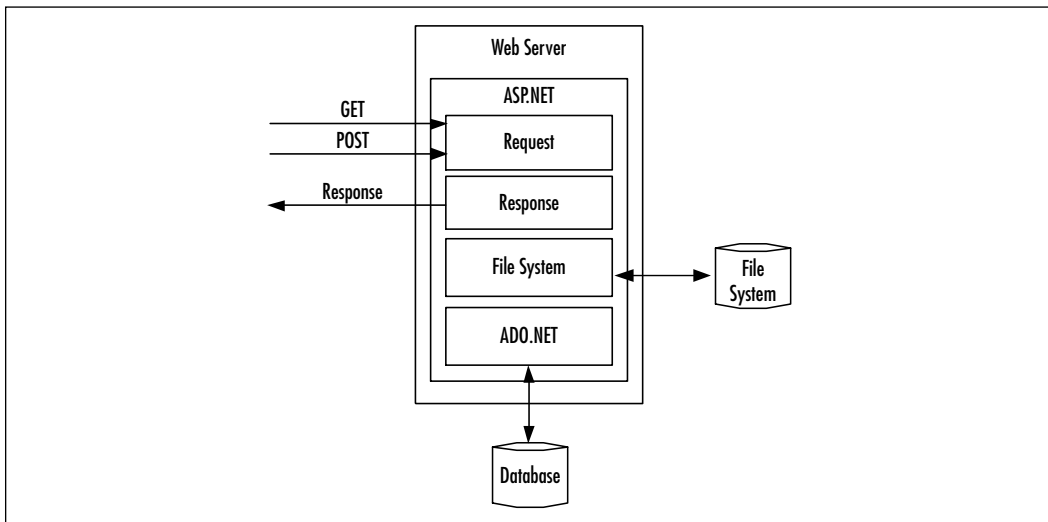 Web Server
ASP.NET
GET
Request
POST
Response
Response
File System
File
System
ADO.NET
Database